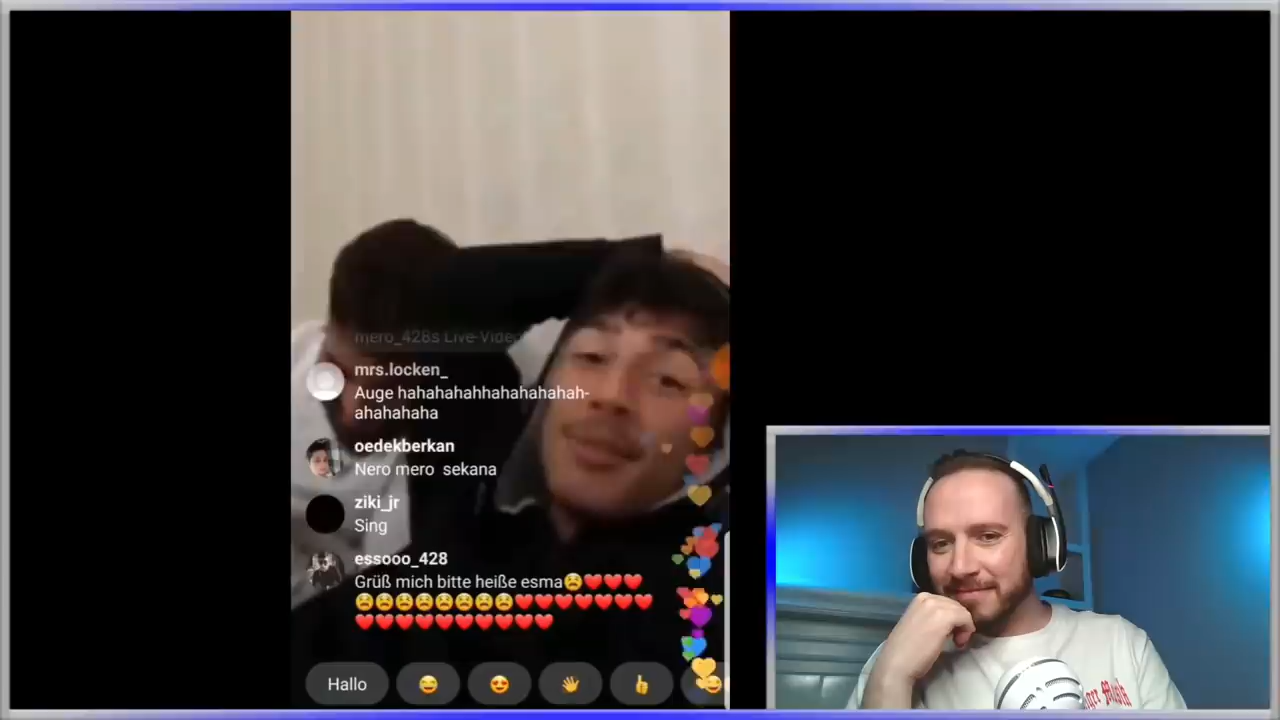 mero_428s Live-Video
mrs.locken_
Auge hahahahahhahahahahah-
ahahahaha
oedekberkan
Nero mero sekana
ziki_jr
Sing
essooo_428
Grüß mich bitte heiße esma😫❤️❤️❤️
😫😫😫😫😫😫😫😫❤️❤️❤️❤️❤️❤️❤️
❤️❤️❤️❤️❤️❤️❤️❤️❤️❤️
Hallo
Musik